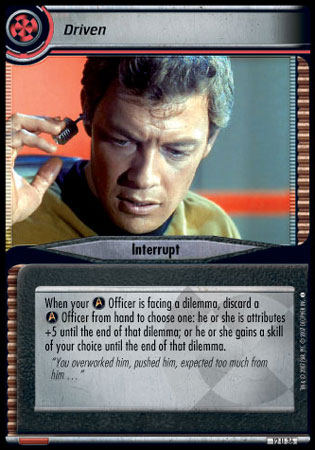 Driven
Interrupt
When your Officer is facing a dilemma, discard a
Officer from hand to choose one: he or she is attributes
+5 until the end of that dilemma; or he or she gains a skill
of your choice until the end of that dilemma.
"You overworked him, pushed him, expected too much from
him . . ."
12 U 36